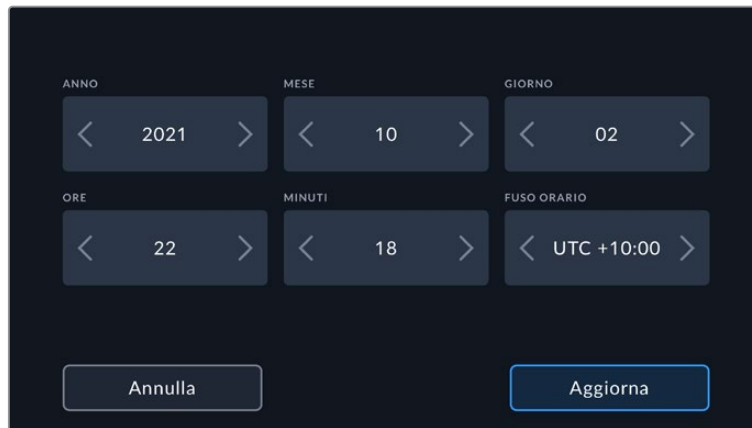 ANNO MESE GIORNO
2021 10 02
ORE MINUTI FUSO ORARIO
22 18 UTC +10:00
Annulla Aggiorna